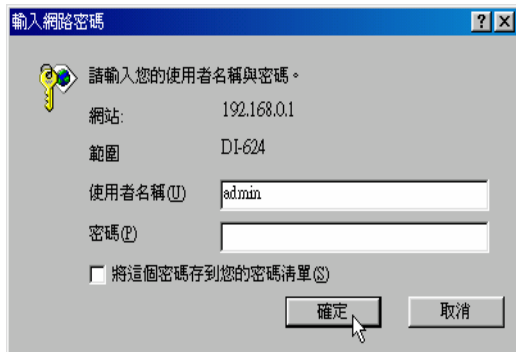 輸入網路密碼
請輸入您的使用者名稱與密碼。
網站: 192.168.0.1
範圍 DI-624
使用者名稱(U) admin
密碼(P)
將這個密碼存到您的密碼清單(S)
確定 取消